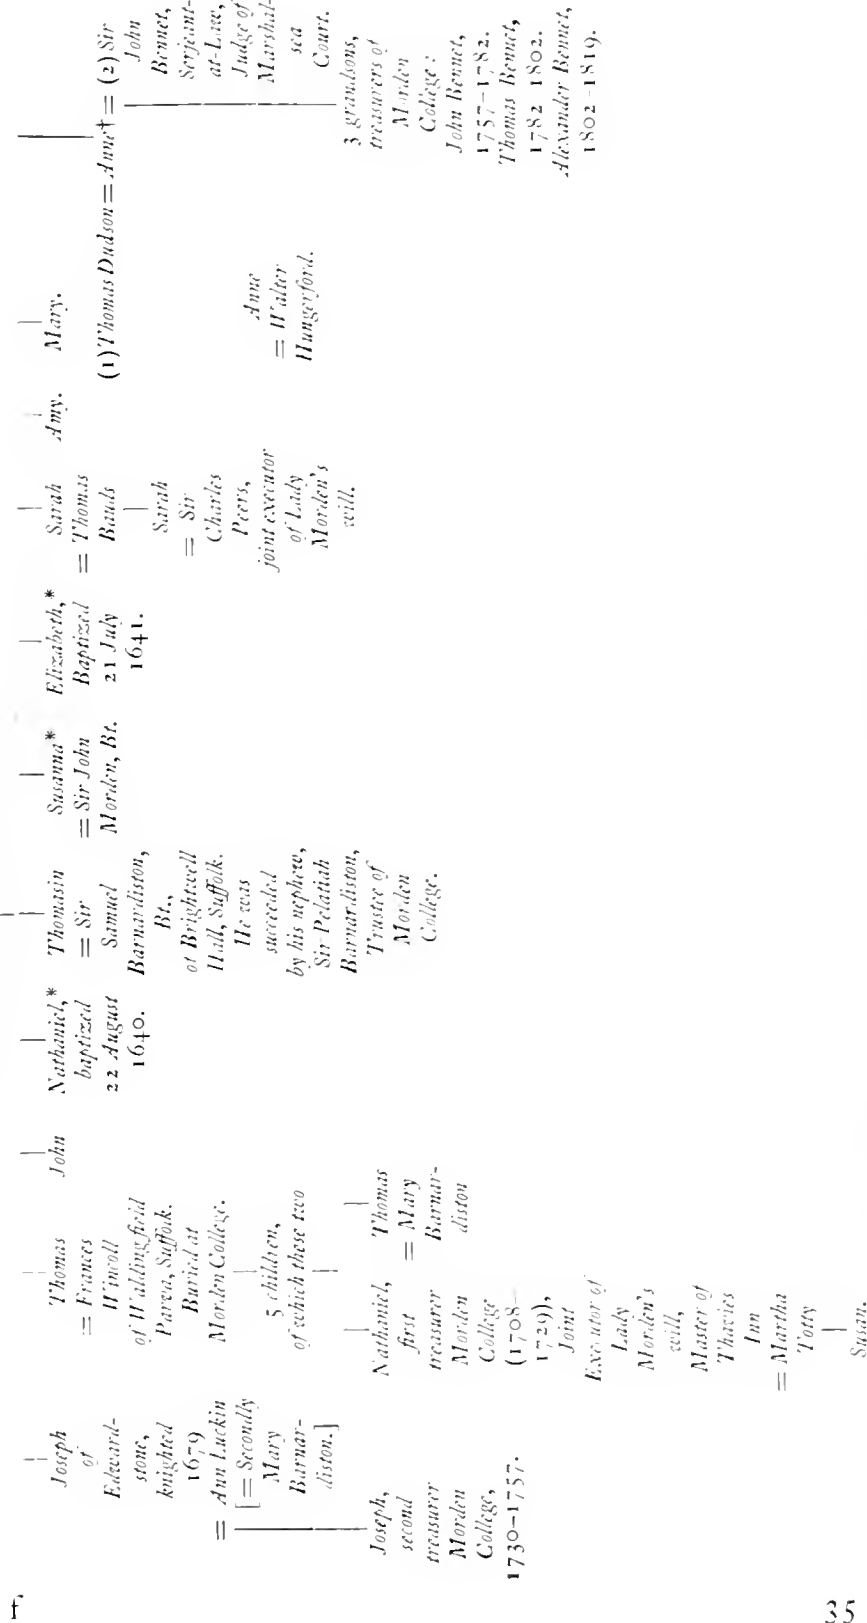 Joseph
of
Edward-
stone,
knighted
1679
= Ann Luckin
[= Secondly
Mary
Barnar-
diston.]
Joseph,
second
treasurer
Morden
College,
1730–1757.
Thomas
= Frances
Wincoll
of Waldingfield
Parva, Suffolk.
Buried at
Morden College.
5 children,
of which these two
Nathaniel,
first
treasurer
Morden
College
(1708–
1729)),
Joint
Executor of
Lady
Morden's
will,
Master of
Thavies
Inn
= Martha
Totty
Susan.
Thomas
= Mary
Barnar-
diston
John
Nathaniel,*
baptized
22 August
1640.
Thomasin
= Sir
Samuel
Barnardiston,
Bt.,
of Brightwell
Hall, Suffolk.
He was
succeeded
by his nephew,
Sir Pelatiah
Barnardiston,
Trustee of
Morden
College.
Susanna*
= Sir John
Morden, Bt.
Elizabeth,*
Baptized
21 July
1641.
Sarah
= Thomas
Bauds
Sarah
= Sir
Charles
Peers,
joint executor
of Lady
Morden's
will.
Amy.
Mary.
(1) Thomas Dudson = Anne† = (2) Sir
John
Bennet,
Serjeant-
at-Law,
Judge of
Marshal-
sea
Court.
Anne
= Walter
Hungerford.
3 grandsons,
treasurers of
Morden
College:
John Bennet,
1757–1782.
Thomas Bennet,
1782–1802.
Alexander Bennet,
1802–1819.
f
35